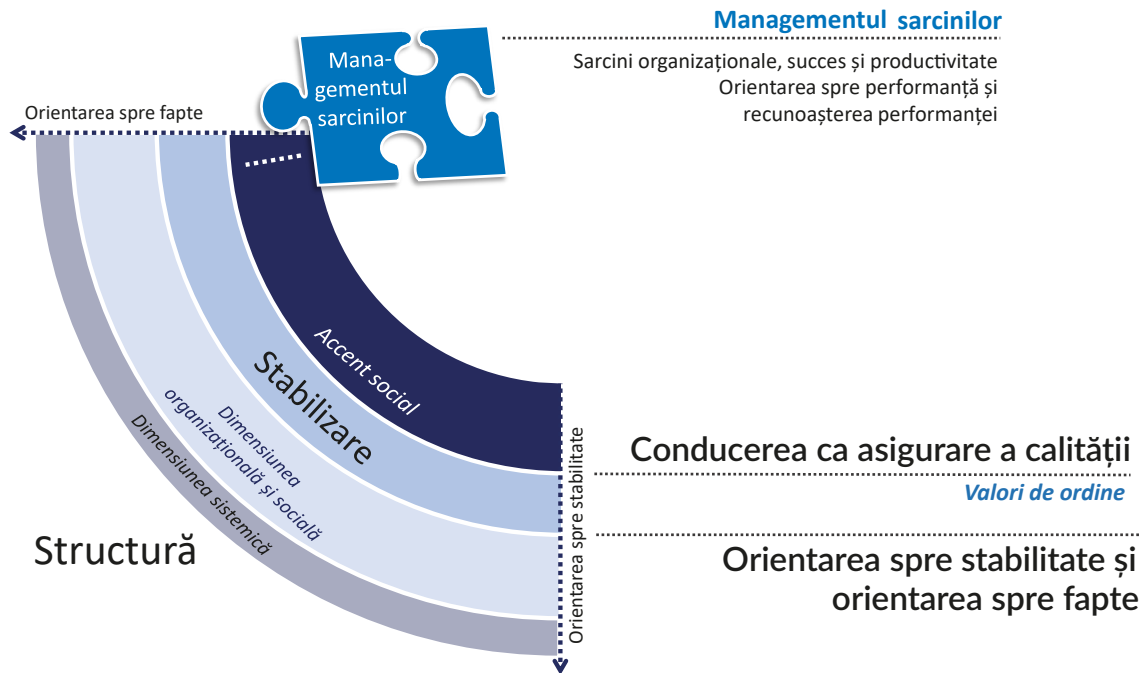 Managementul sarcinilor
Sarcini organizaționale, succes și productivitate
Orientarea spre performanță și
recunoașterea performanței
Mana-
gementul
sarcinilor
Orientarea spre fapte
Accent social
Stabilizare
Dimensiunea
organizațională și socială
Dimensiunea sistemică
Structură
Orientarea spre stabilitate
Conducerea ca asigurare a calității
Valori de ordine
Orientarea spre stabilitate și
orientarea spre fapte